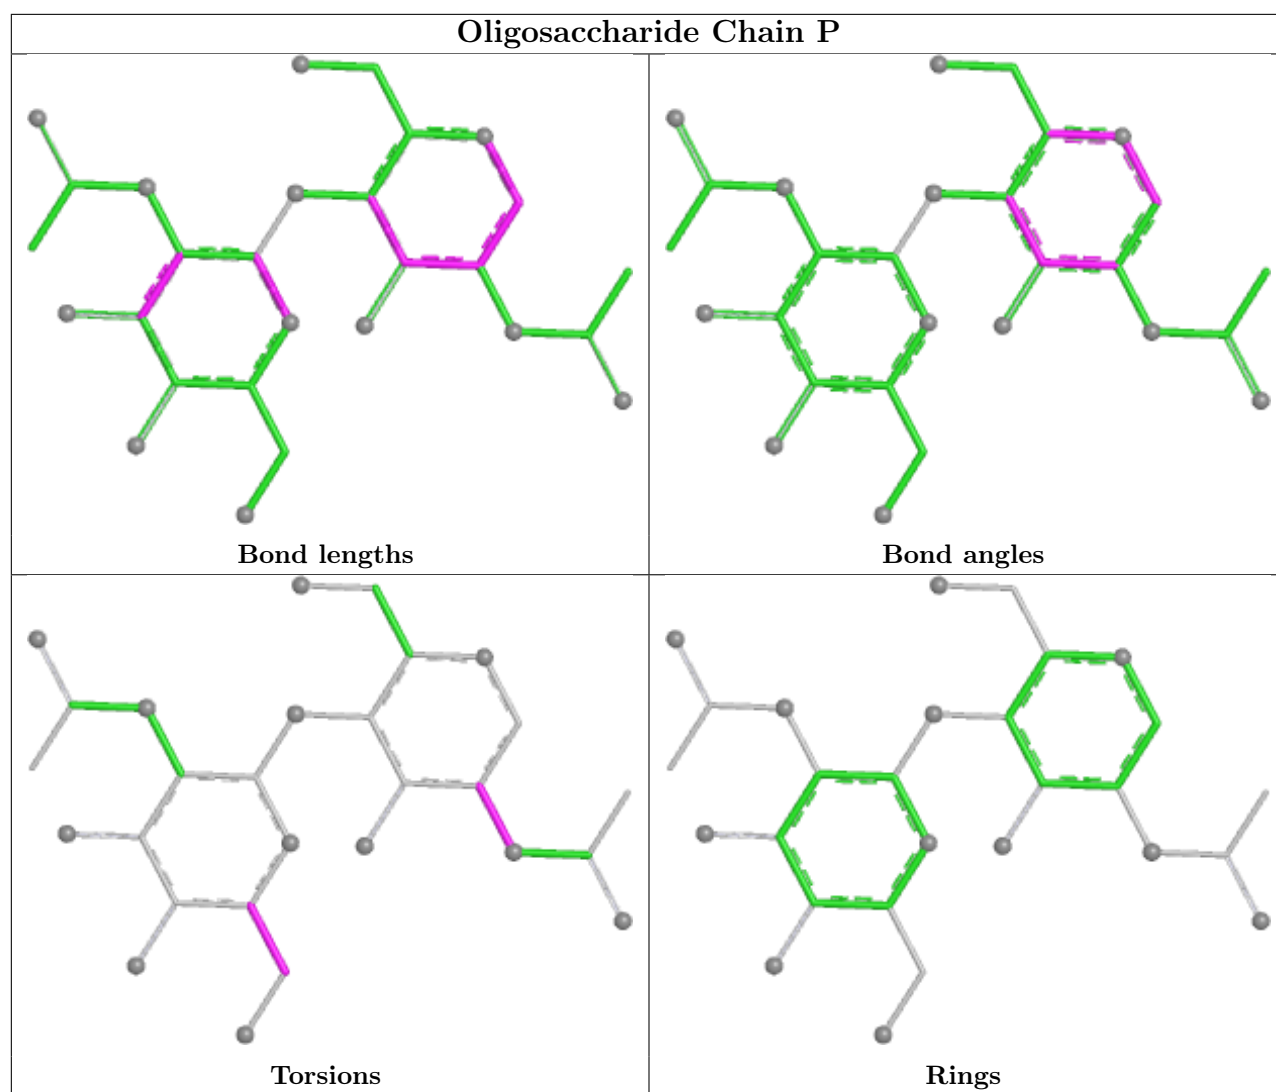 Oligosaccharide Chain P
Bond lengths
Bond angles
Torsions
Rings